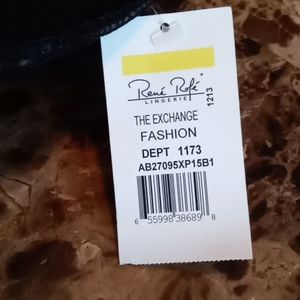 René Rofé
LINGERIE
1213
THE EXCHANGE
FASHION
DEPT 1173
AB27095XP15B1
6 55998 38689 8